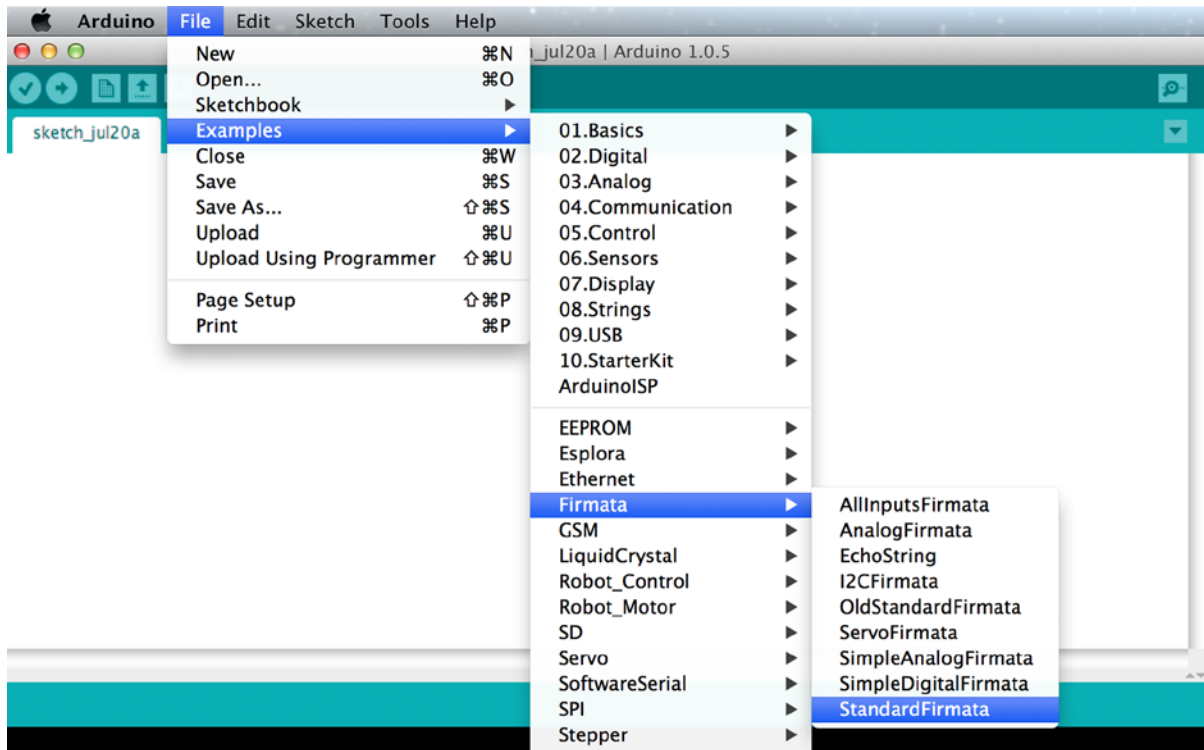 Arduino File Edit Sketch Tools Help
_jul20a | Arduino 1.0.5
sketch_jul20a
New ⌘N
Open... ⌘O
Sketchbook ▶
Examples ▶
Close ⌘W
Save ⌘S
Save As... ⇧⌘S
Upload ⌘U
Upload Using Programmer ⇧⌘U
Page Setup ⇧⌘P
Print ⌘P
01.Basics ▶
02.Digital ▶
03.Analog ▶
04.Communication ▶
05.Control ▶
06.Sensors ▶
07.Display ▶
08.Strings ▶
09.USB ▶
10.StarterKit ▶
ArduinoISP
EEPROM ▶
Esplora ▶
Ethernet ▶
Firmata ▶
GSM ▶
LiquidCrystal ▶
Robot_Control ▶
Robot_Motor ▶
SD ▶
Servo ▶
SoftwareSerial ▶
SPI ▶
Stepper ▶
AllInputsFirmata
AnalogFirmata
EchoString
I2CFirmata
OldStandardFirmata
ServoFirmata
SimpleAnalogFirmata
SimpleDigitalFirmata
StandardFirmata